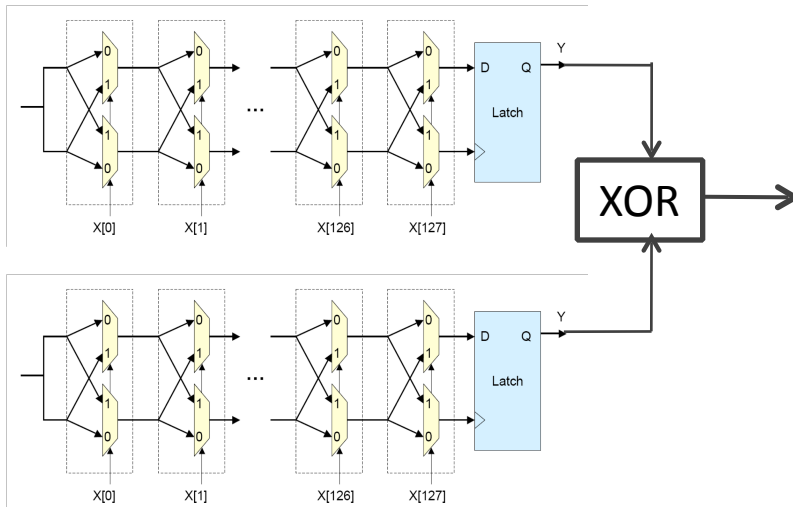 0 0 0 0 Y
D Q
1 1 1 1
...
Latch
XOR
1 1 1 1
0 0 0 0
X[0] X[1] X[126] X[127]
0 0 0 0 Y
D Q
1 1 1 1
...
Latch
1 1 1 1
0 0 0 0
X[0] X[1] X[126] X[127]